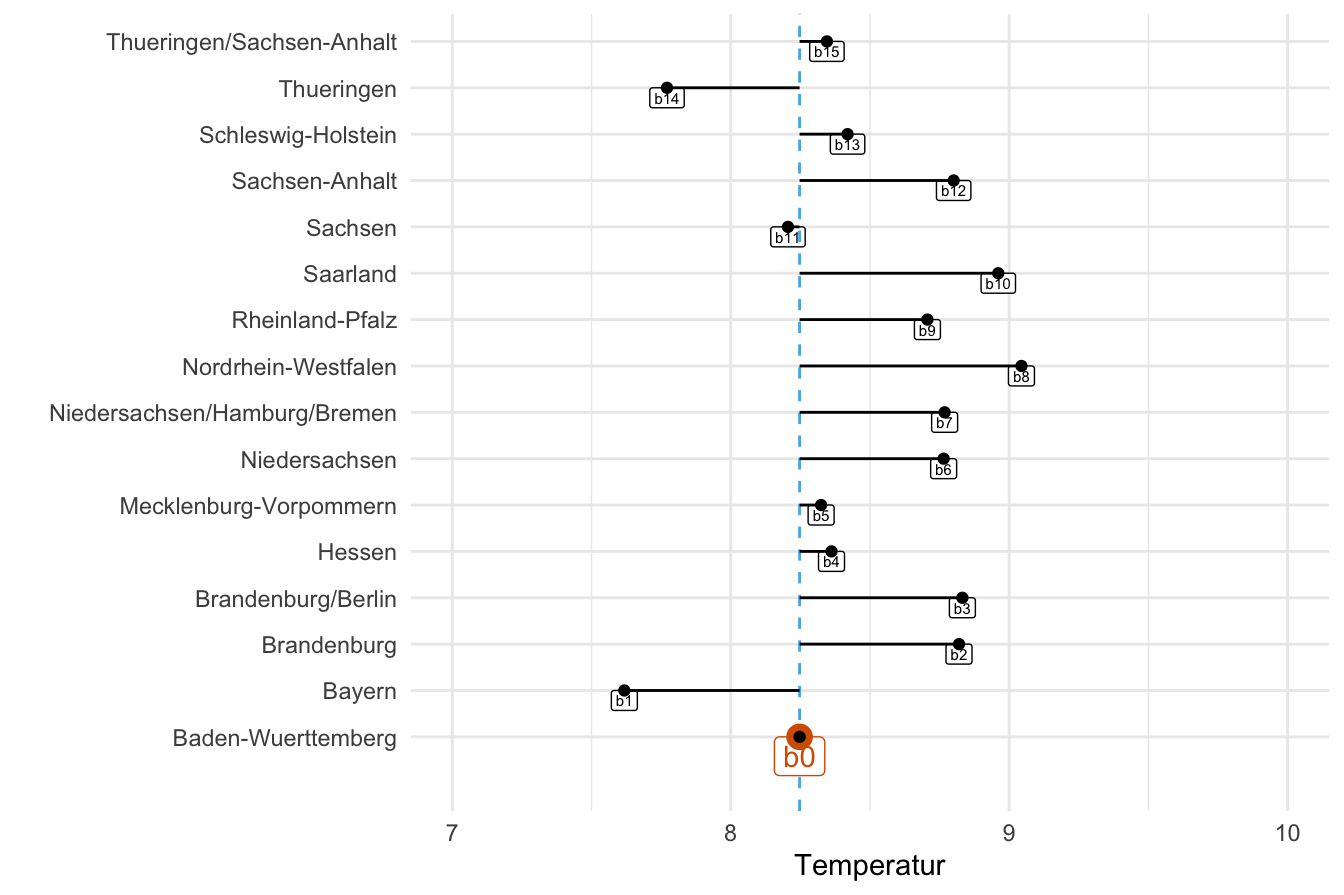 Thueringen/Sachsen-Anhalt
b15
Thueringen
b14
Schleswig-Holstein
b13
Sachsen-Anhalt
b12
Sachsen
b11
Saarland
b10
Rheinland-Pfalz
b9
Nordrhein-Westfalen
b8
Niedersachsen/Hamburg/Bremen
b7
Niedersachsen
b6
Mecklenburg-Vorpommern
b5
Hessen
b4
Brandenburg/Berlin
b3
Brandenburg
b2
Bayern
b1
Baden-Wuerttemberg
b0
7 8 9 10
Temperatur